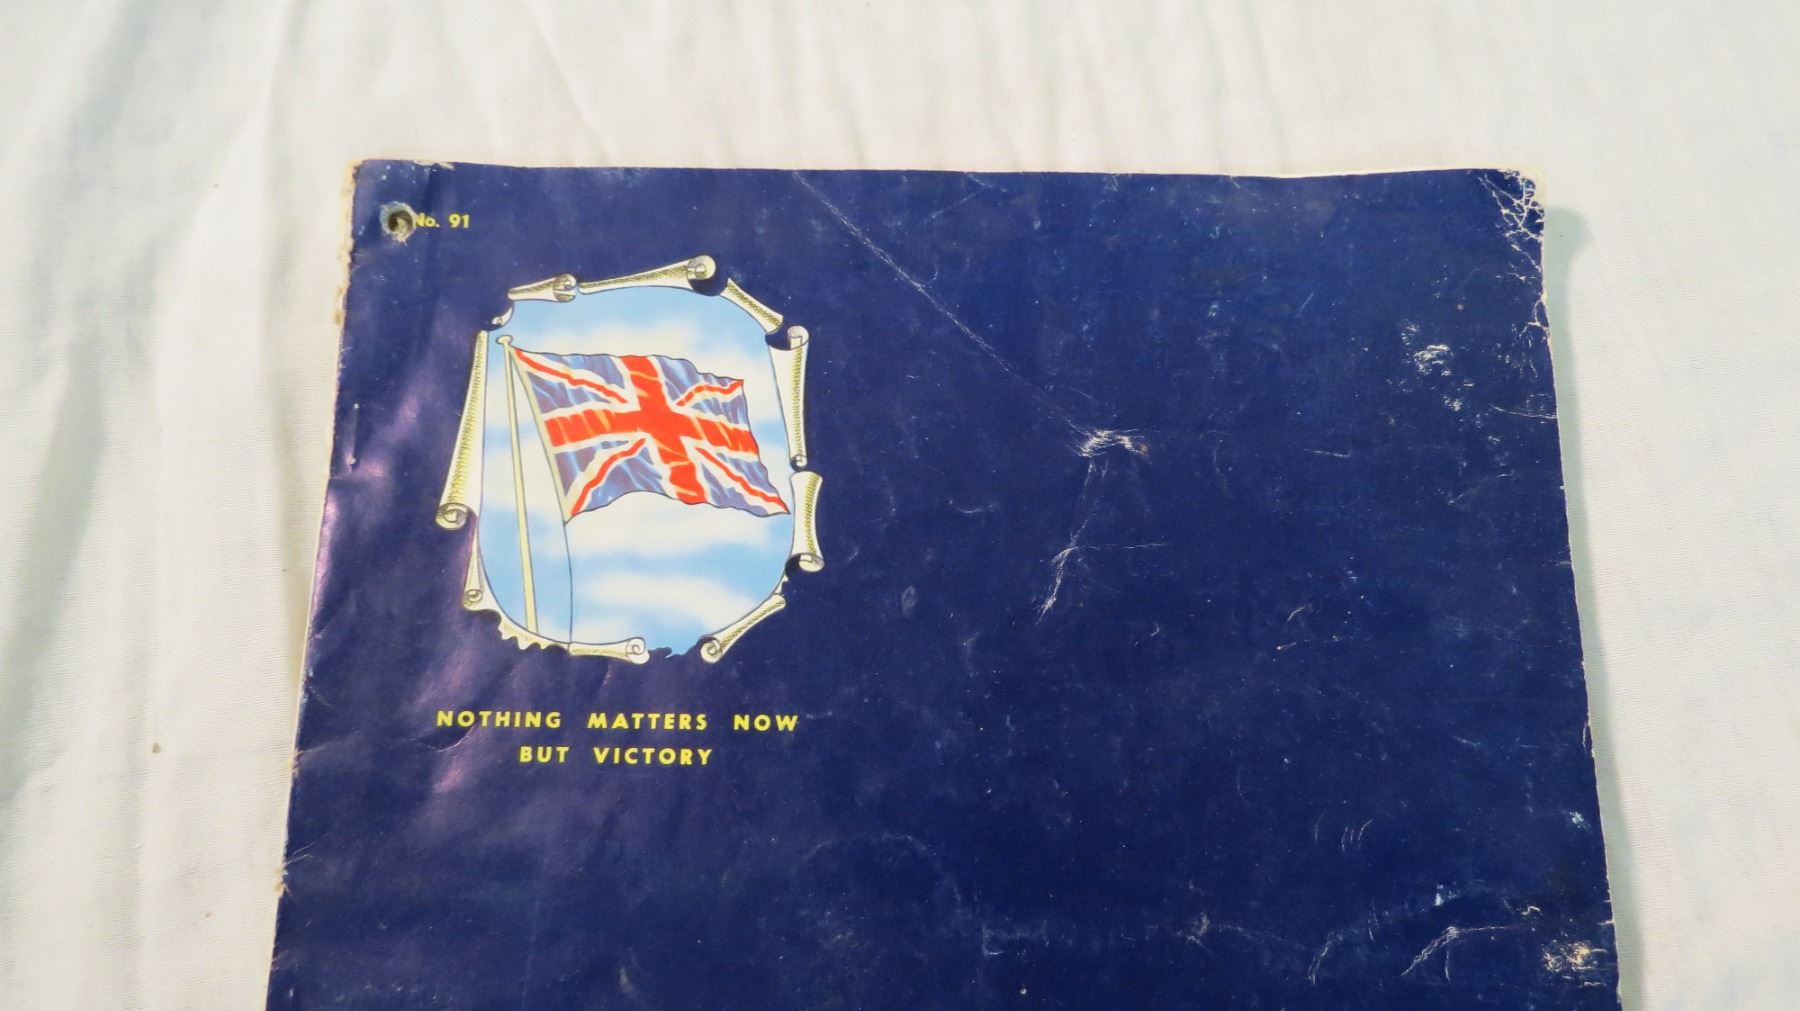 No. 91
NOTHING MATTERS NOW
BUT VICTORY